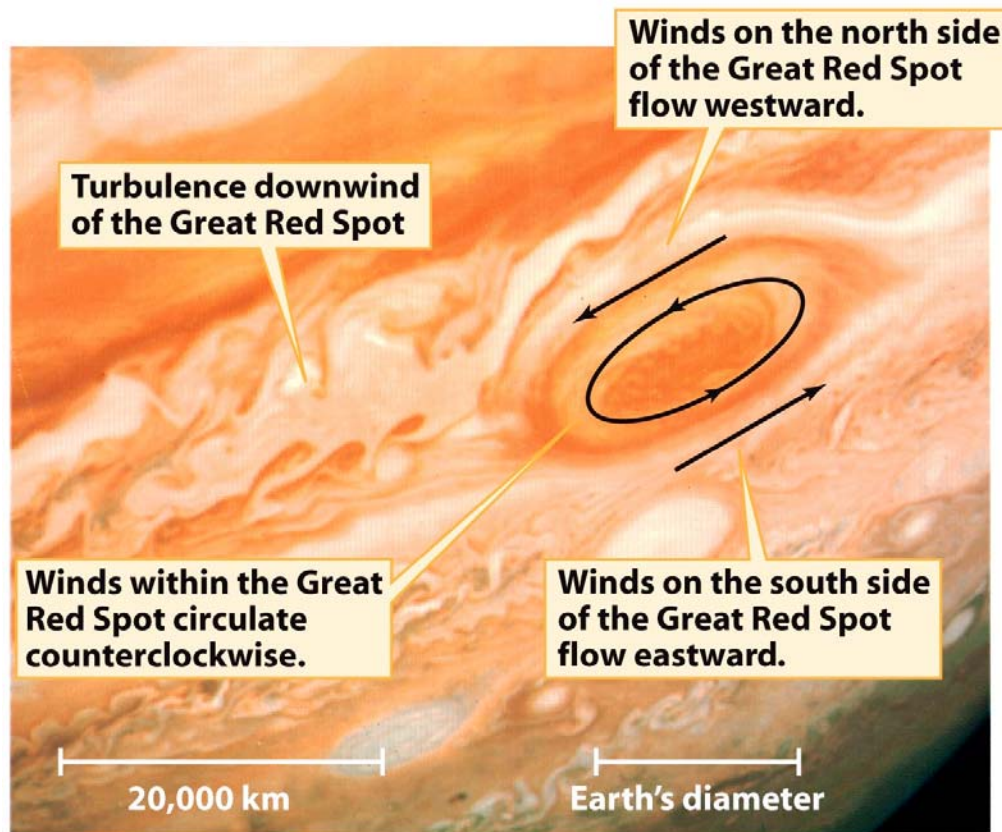 Winds on the north side
of the Great Red Spot
flow westward.
Turbulence downwind
of the Great Red Spot
Winds within the Great
Red Spot circulate
counterclockwise.
Winds on the south side
of the Great Red Spot
flow eastward.
20,000 km
Earth's diameter